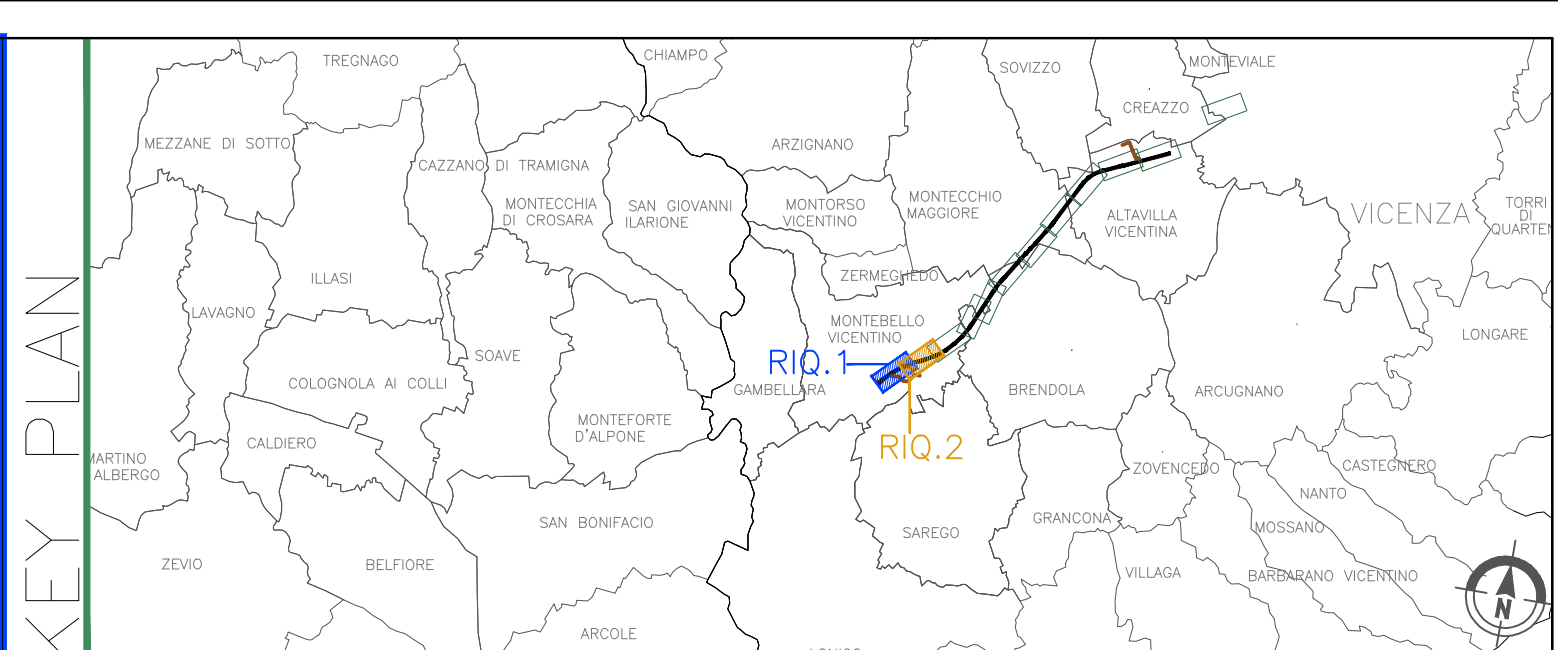 KEY PLAN
TREGNAGO
CHIAMPO
SOVIZZO
MONTEVIALE
CREAZZO
MEZZANE DI SOTTO
ARZIGNANO
CAZZANO DI TRAMIGNA
MONTECCHIA
DI CROSARA
SAN GIOVANNI
ILARIONE
MONTORSO
VICENTINO
MONTECCHIO
MAGGIORE
ALTAVILLA
VICENTINA
VICENZA
TORRI
DI
QUARTE
ILLASI
ZERMEGHEDO
LAVAGNO
MONTEBELLO
VICENTINO
LONGARE
SOAVE
RIQ.1
COLOGNOLA AI COLLI
GAMBELLARA
BRENDOLA
ARCUGNANO
MONTEFORTE
D'ALPONE
CALDIERO
RIQ.2
MARTINO
ALBERGO
ZOVENCEDO
CASTEGNERO
NANTO
SAN BONIFACIO
GRANCONA
MOSSANO
SAREGO
ZEVIO
BELFIORE
VILLAGA
BARBARANO VICENTINO
N
ARCOLE